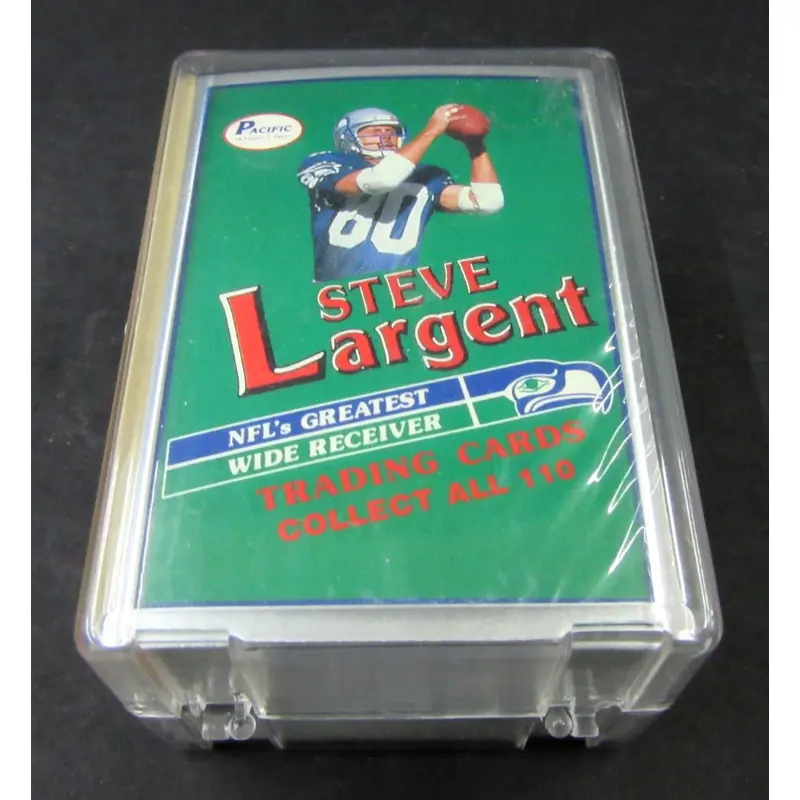 PACIFIC
80
STEVE
Largent
NFL's GREATEST
WIDE RECEIVER
TRADING CARDS
COLLECT ALL 110